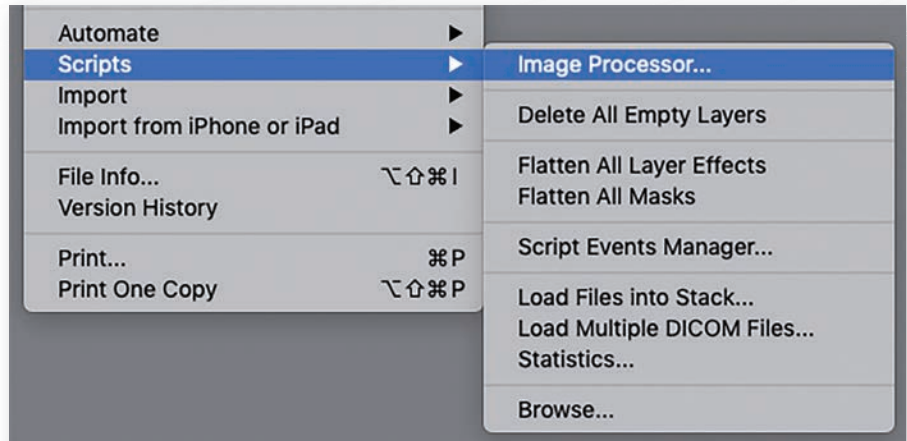 Automate ▶
Scripts ▶
Import ▶
Import from iPhone or iPad ▶
File Info... ⌥⇧⌘I
Version History
Print... ⌘P
Print One Copy ⌥⇧⌘P
Image Processor...
Delete All Empty Layers
Flatten All Layer Effects
Flatten All Masks
Script Events Manager...
Load Files into Stack...
Load Multiple DICOM Files...
Statistics...
Browse...